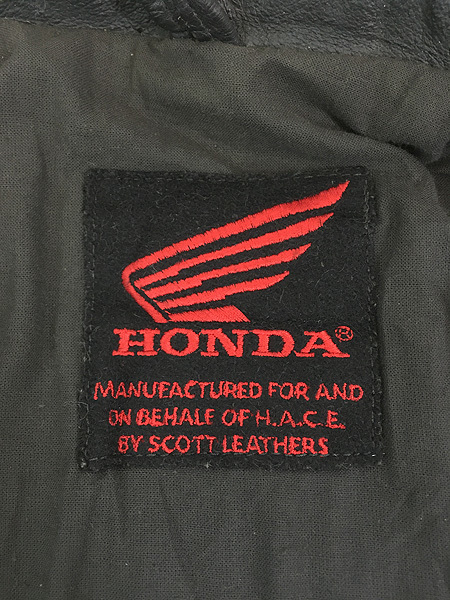 HONDA®
MANUFACTURED FOR AND
ON BEHALF OF H.A.C.E.
BY SCOTT LEATHERS